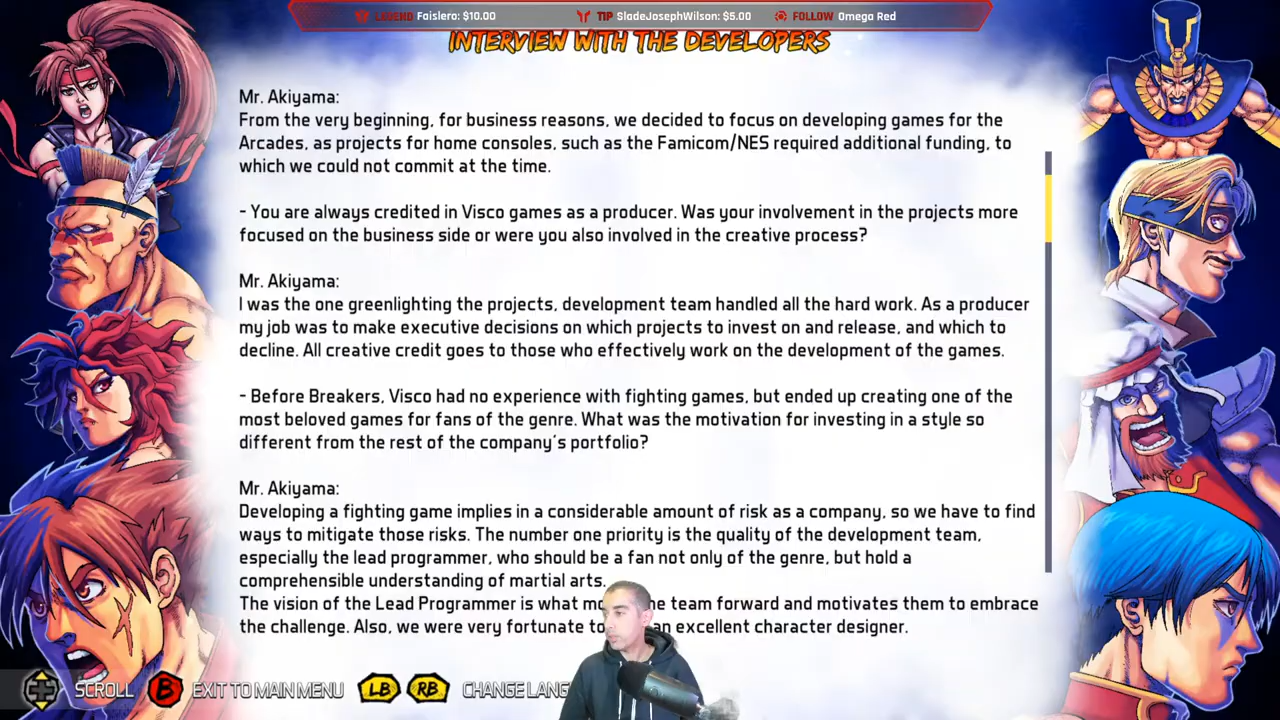 LEGEND Faislero: $10.00 TIP SladeJosephWilson: $5.00 FOLLOW Omega Red
INTERVIEW WITH THE DEVELOPERS
Mr. Akiyama:
From the very beginning, for business reasons, we decided to focus on developing games for the
Arcades, as projects for home consoles, such as the Famicom/NES required additional funding, to
which we could not commit at the time.
- You are always credited in Visco games as a producer. Was your involvement in the projects more
focused on the business side or were you also involved in the creative process?
Mr. Akiyama:
I was the one greenlighting the projects, development team handled all the hard work. As a producer
my job was to make executive decisions on which projects to invest on and release, and which to
decline. All creative credit goes to those who effectively work on the development of the games.
- Before Breakers, Visco had no experience with fighting games, but ended up creating one of the
most beloved games for fans of the genre. What was the motivation for investing in a style so
different from the rest of the company's portfolio?
Mr. Akiyama:
Developing a fighting game implies in a considerable amount of risk as a company, so we have to find
ways to mitigate those risks. The number one priority is the quality of the development team,
especially the lead programmer, who should be a fan not only of the genre, but hold a
comprehensible understanding of martial arts.
The vision of the Lead Programmer is what team forward and motivates them to embrace
the challenge. Also, we were very fortunate to an excellent character designer.
SCROLL B EXIT TO MAIN MENU LB RB CHANGE LANG